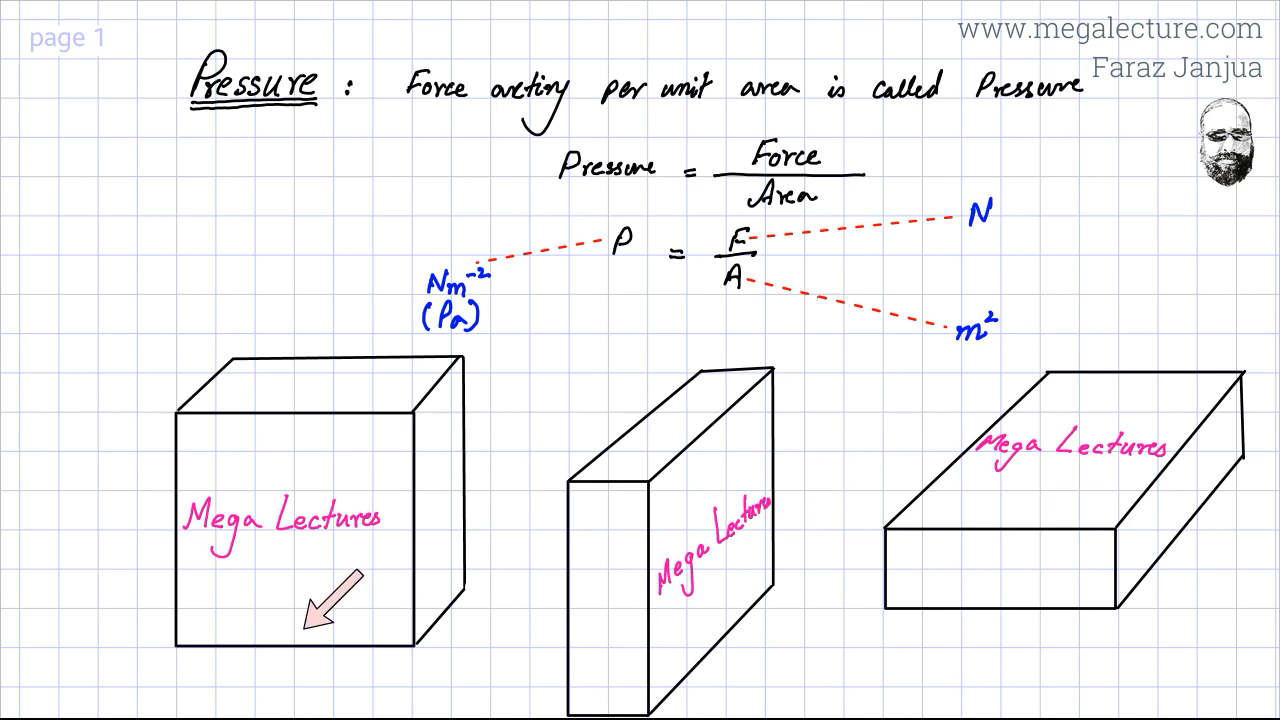 page 1
www.megalecture.com
Faraz Janjua
Pressure : Force acting per unit area is called Pressure
Pressure = Force
Area
P = F
A
N
Nm⁻²
(Pa)
m²
Mega Lectures
Mega Lectures
Mega Lectures